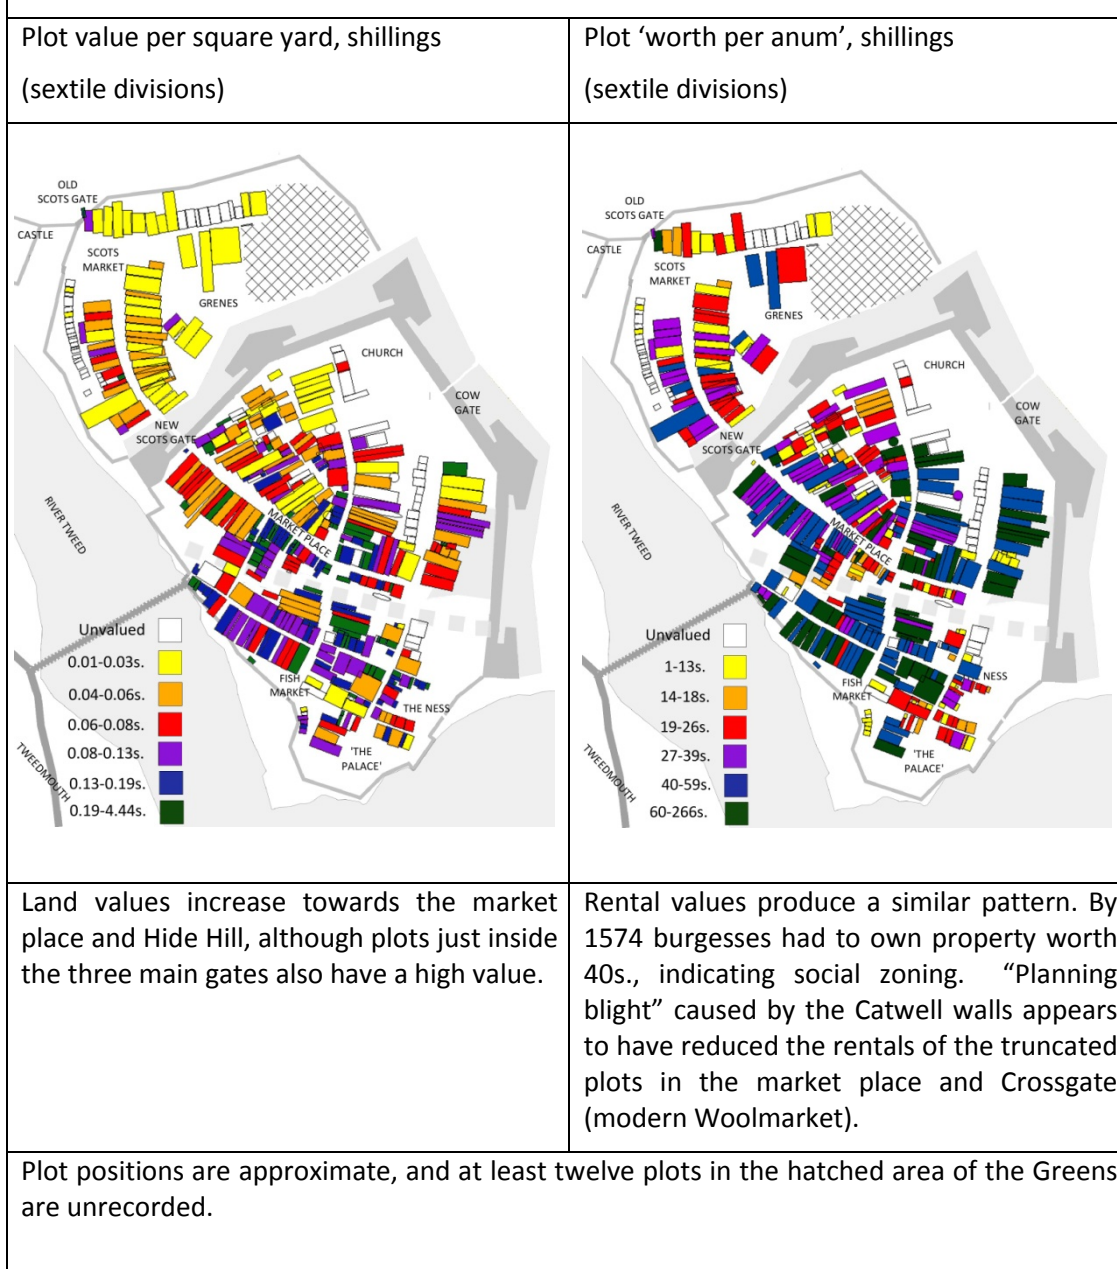 Plot value per square yard, shillings
(sextile divisions)
Plot ‘worth per anum’, shillings
(sextile divisions)
OLD
SCOTS GATE
CASTLE
SCOTS
MARKET
GRENES
CHURCH
COW
GATE
NEW
SCOTS GATE
RIVER TWEED
MARKET PLACE
Unvalued
0.01-0.03s.
0.04-0.06s.
0.06-0.08s.
0.08-0.13s.
0.13-0.19s.
0.19-4.44s.
FISH
MARKET
THE NESS
'THE
PALACE'
TWEEDMOUTH
OLD
SCOTS GATE
CASTLE
SCOTS
MARKET
GRENES
CHURCH
COW
GATE
NEW
SCOTS GATE
RIVER TWEED
MARKET PLACE
Unvalued
1-13s.
14-18s.
19-26s.
27-39s.
40-59s.
60-266s.
FISH
MARKET
NESS
'THE
PALACE'
TWEEDMOUTH
Land values increase towards the market
place and Hide Hill, although plots just inside
the three main gates also have a high value.
Rental values produce a similar pattern. By
1574 burgesses had to own property worth
40s., indicating social zoning. “Planning
blight” caused by the Catwell walls appears
to have reduced the rentals of the truncated
plots in the market place and Crossgate
(modern Woolmarket).
Plot positions are approximate, and at least twelve plots in the hatched area of the Greens
are unrecorded.